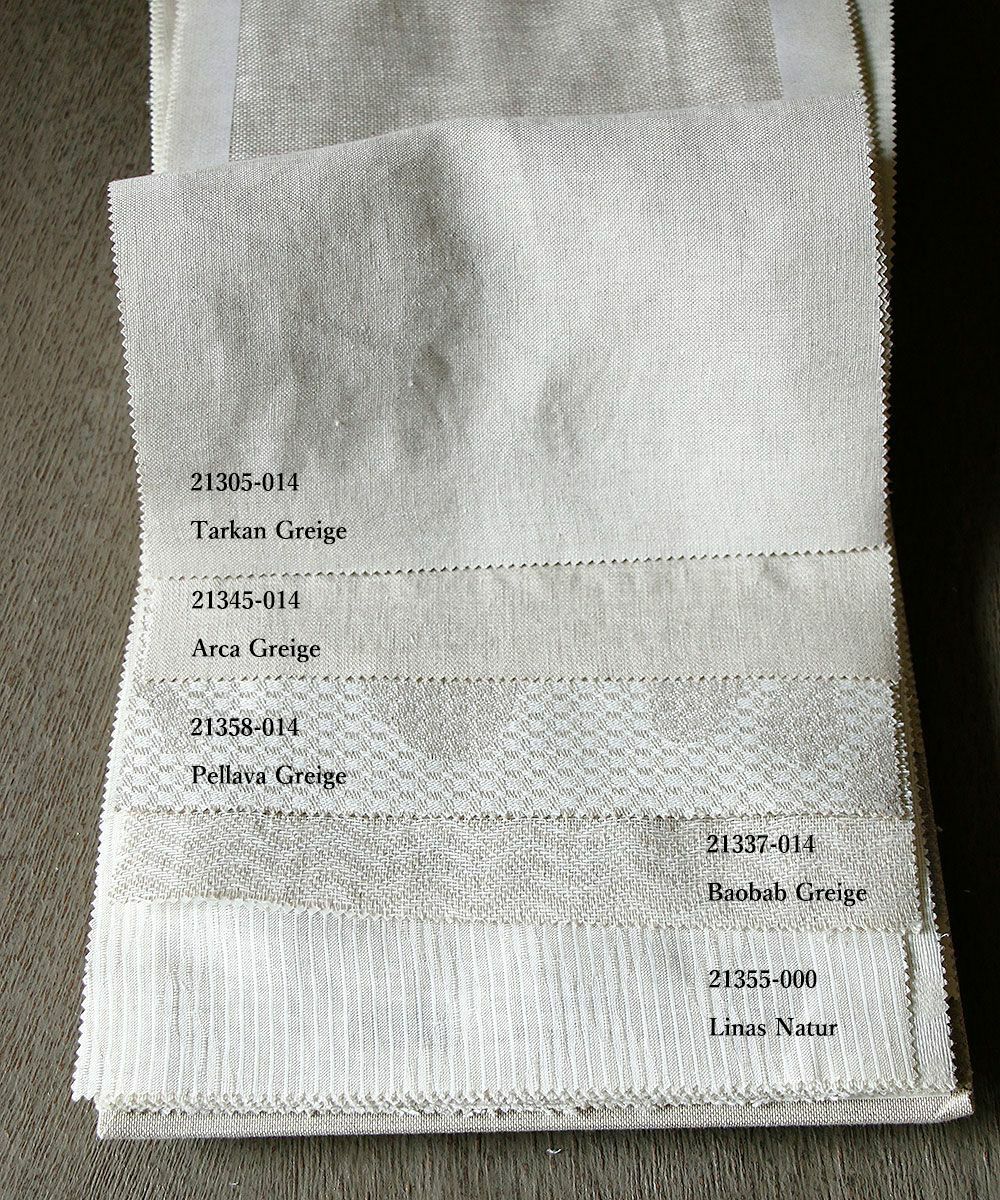 21305-014
Tarkan Greige
21345-014
Arca Greige
21358-014
Pellava Greige
21337-014
Baobab Greige
21355-000
Linas Natur